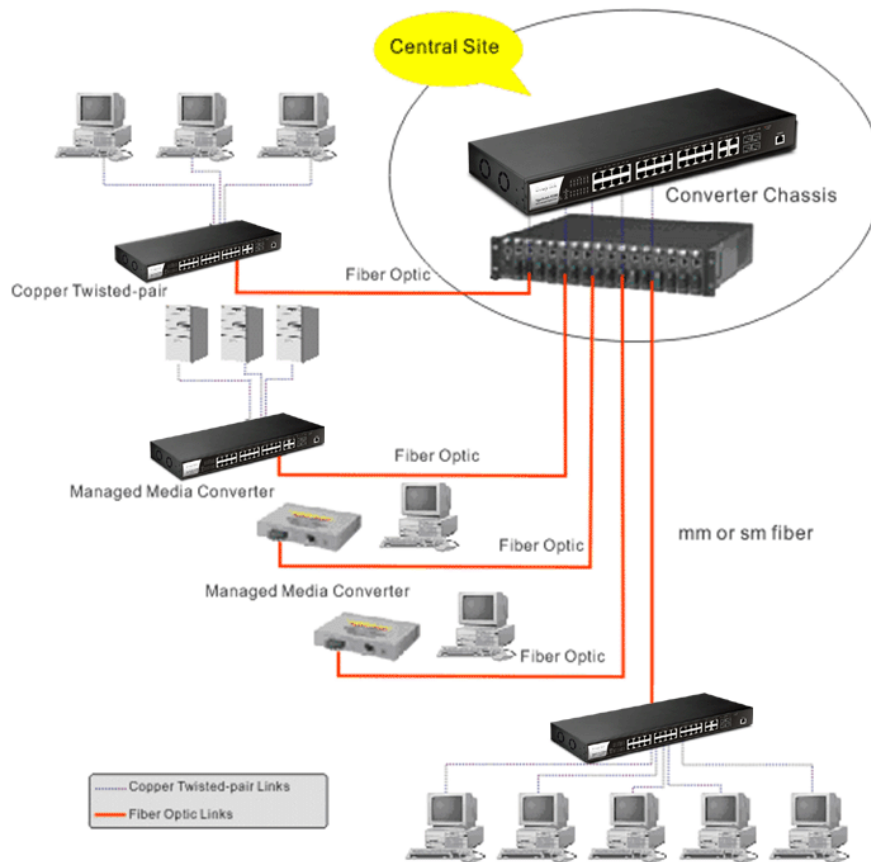 Central Site
Converter Chassis
Fiber Optic
Copper Twisted-pair
Fiber Optic
Managed Media Converter
Fiber Optic
mm or sm fiber
Managed Media Converter
Fiber Optic
Copper Twisted-pair Links
Fiber Optic Links